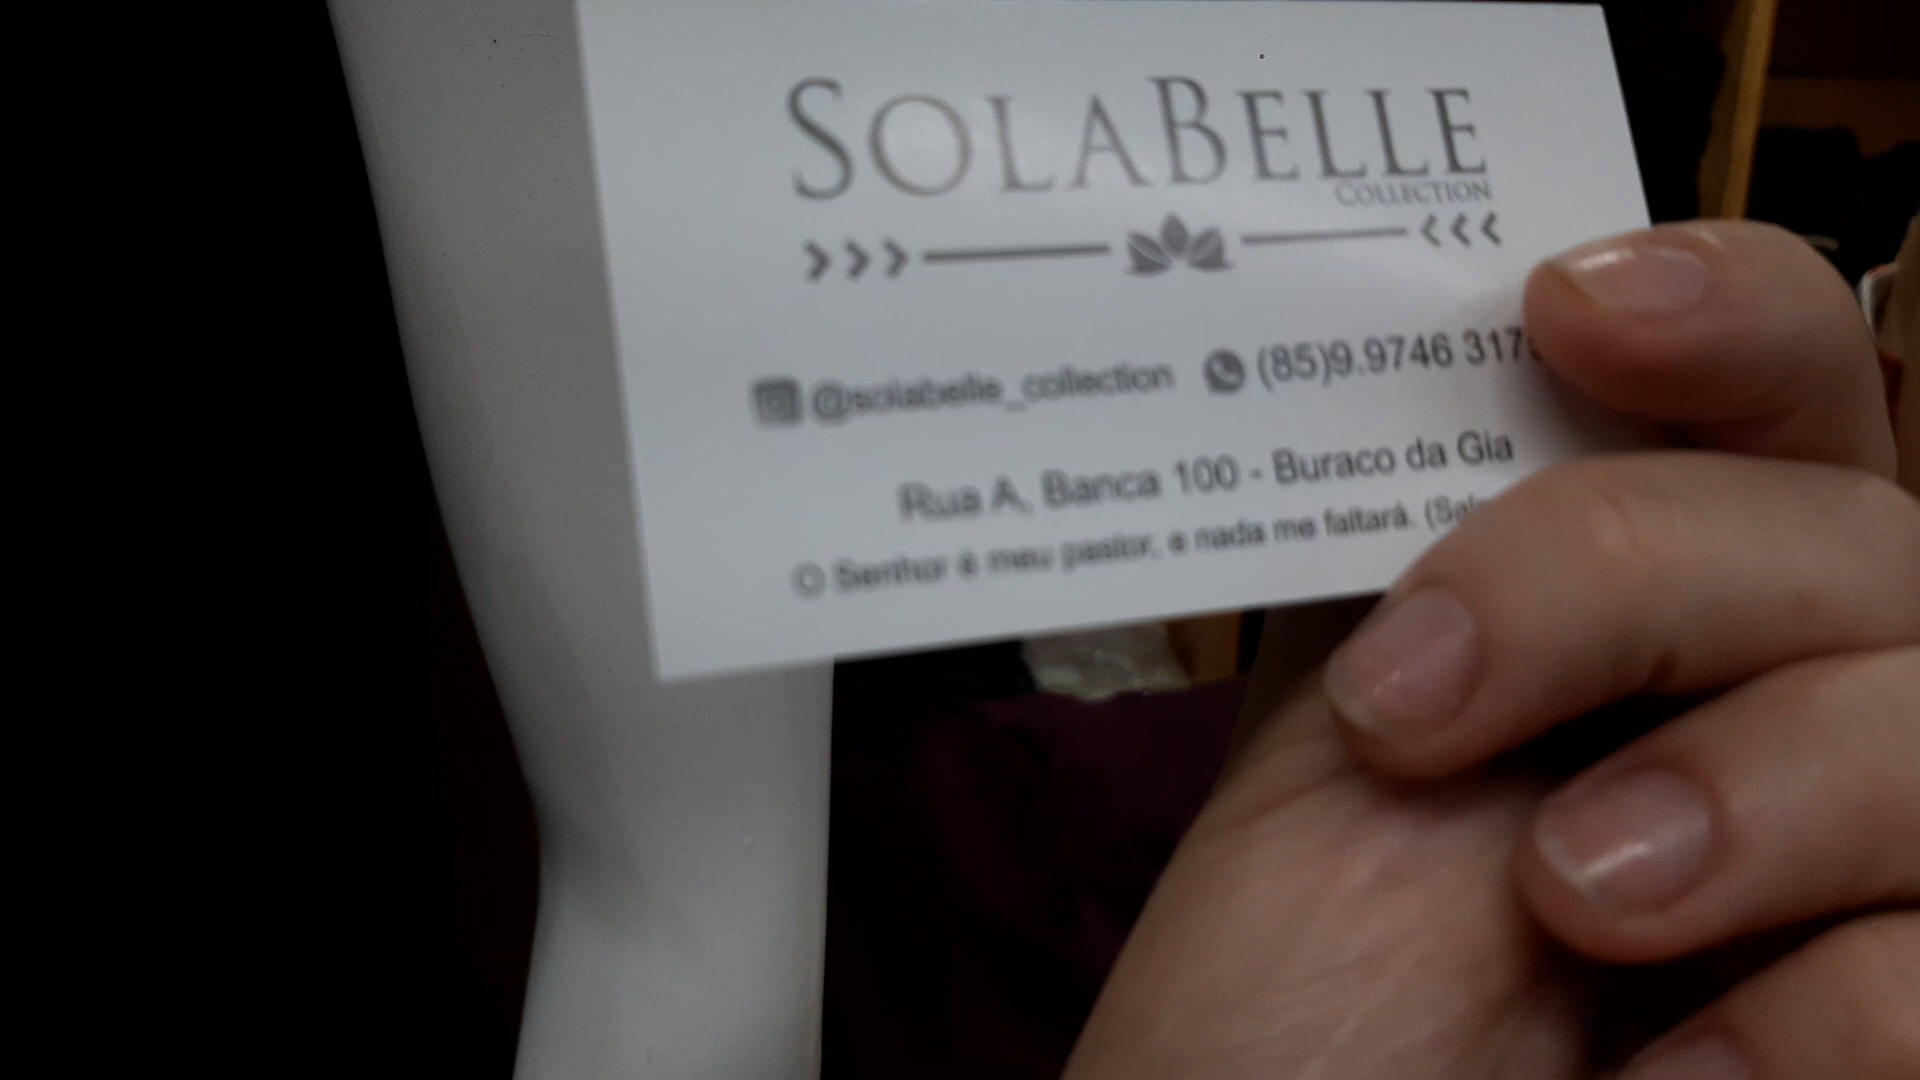 SOLABELLE
COLLECTION
@solabelle_collection (85)9.9746 317
Rua A, Banca 100 - Buraco da Gia
O Senhor é meu pastor, e nada me faltará.